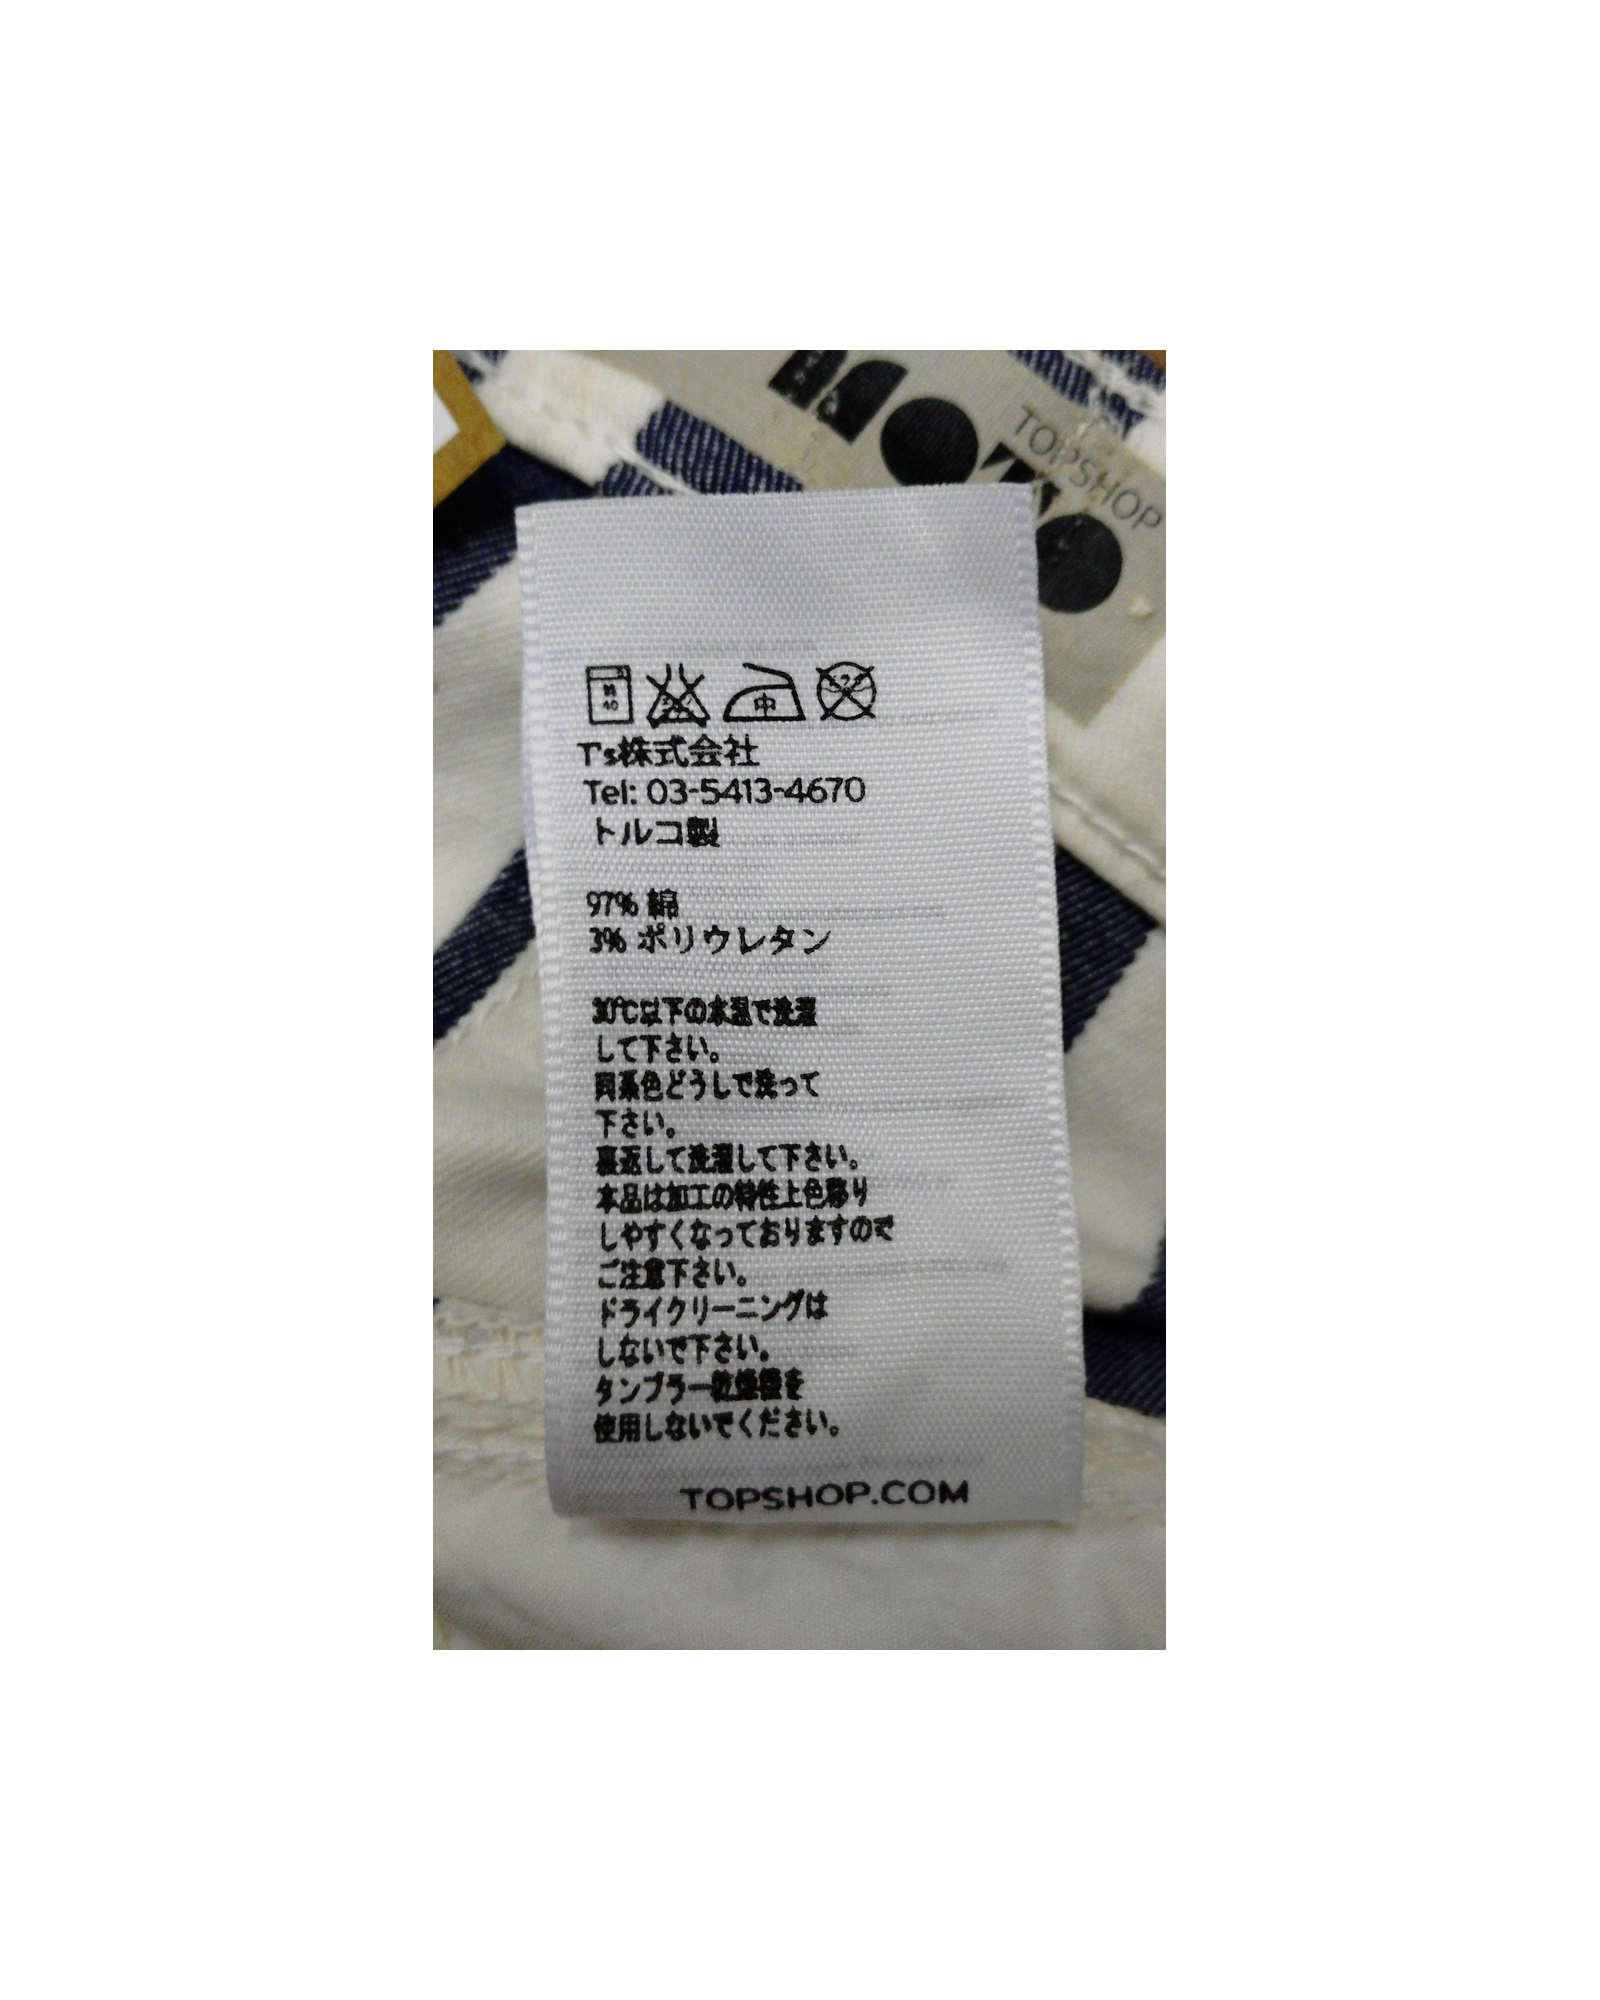 moto
TOPSHOP
40
中
T's株式会社
Tel: 03-5413-4670
トルコ製
97% 綿
3% ポリウレタン
30℃以下の水温で洗濯
して下さい。
同系色どうしで洗って
下さい。
裏返して洗濯して下さい。
本品は加工の特性上色移り
しやすくなっておりますので
ご注意下さい。
ドライクリーニングは
しないで下さい。
タンブラー乾燥機を
使用しないでください。
TOPSHOP.COM